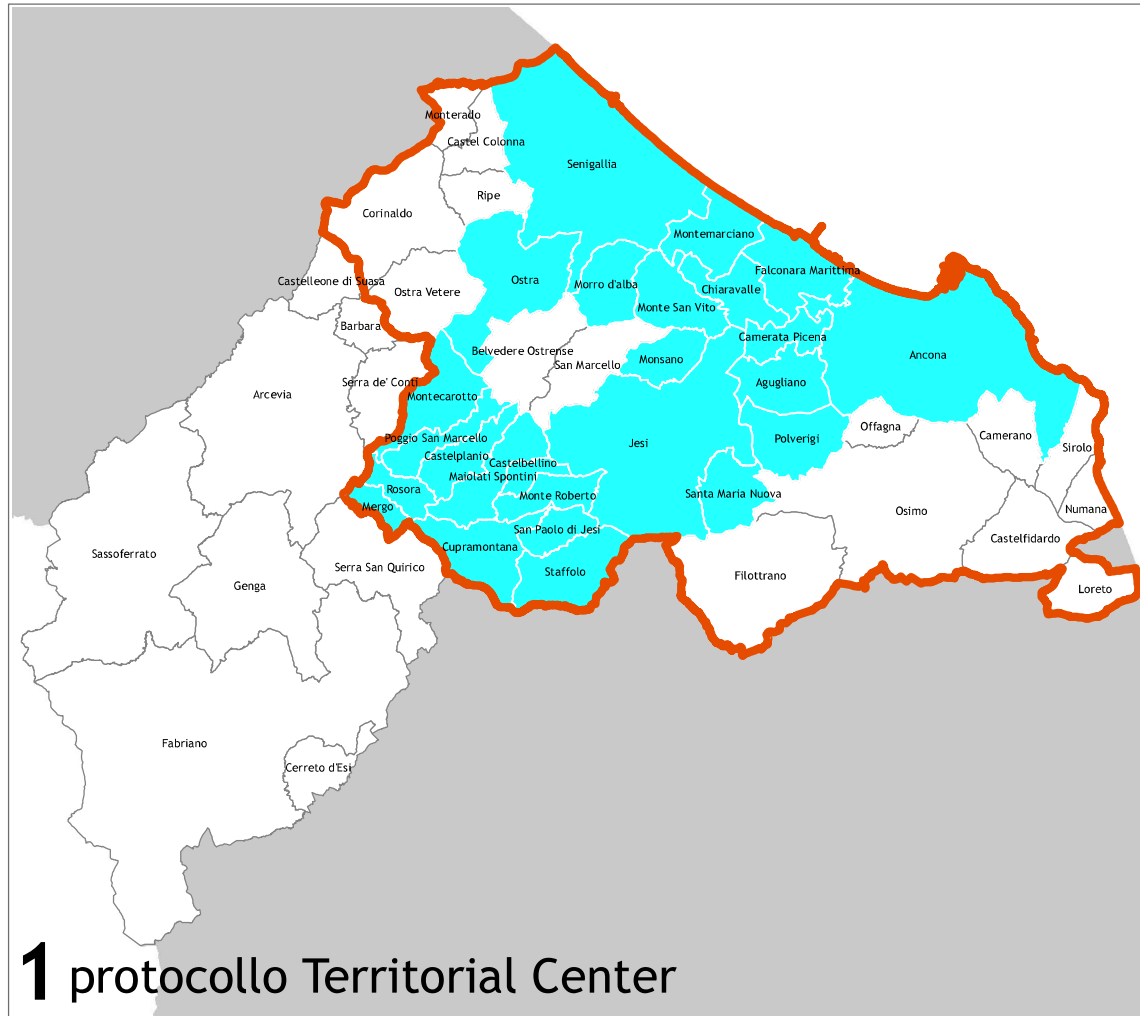 Monterado
Castel Colonna
Senigallia
Ripe
Corinaldo
Montemarciano
Falconara Marittima
Castelleone di Suasa
Ostra
Morro d'alba
Chiaravalle
Ostra Vetere
Monte San Vito
Barbara
Camerata Picena
Belvedere Ostrense
Ancona
San Marcello
Monsano
Serra de' Conti
Agugliano
Arcevia
Montecarotto
Offagna
Poggio San Marcello
Jesi
Polverigi
Camerano
Sirolo
Castelplanio
Castelbellino
Maiolati Spontini
Rosora
Monte Roberto
Santa Maria Nuova
Mergo
Osimo
Numana
San Paolo di Jesi
Castelfidardo
Cupramontana
Sassoferrato
Serra San Quirico
Staffolo
Filottrano
Genga
Loreto
Fabriano
Cerreto d'Esi
1 protocollo Territorial Center